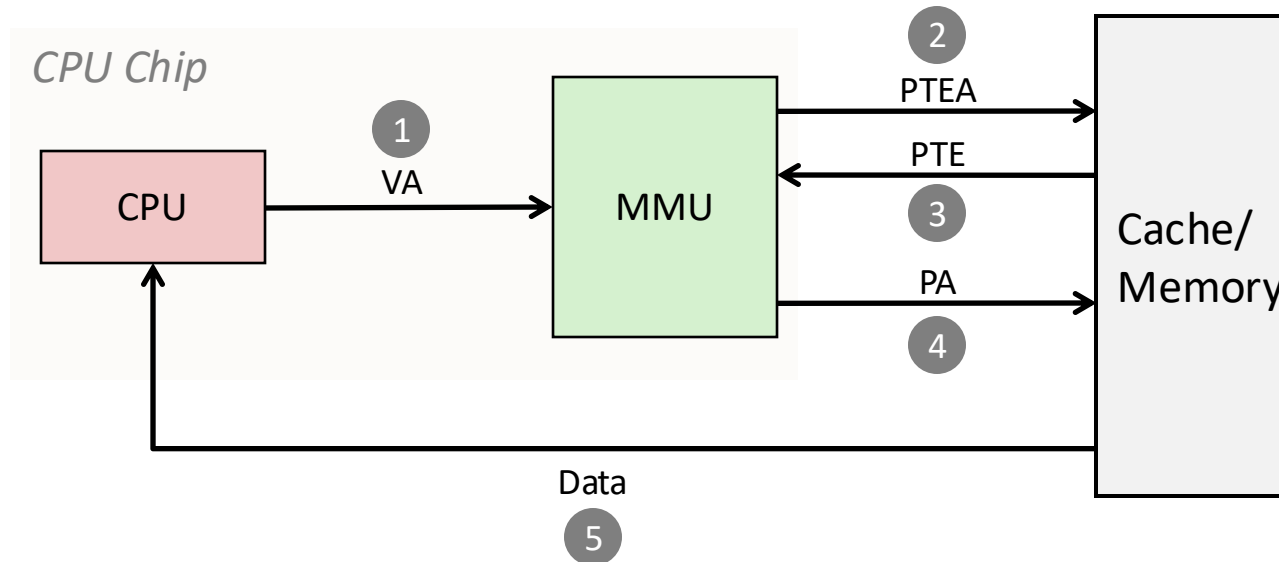 2
CPU Chip
PTEA
1
PTE
VA
CPU
MMU
3
Cache/
Memory
PA
4
Data
5